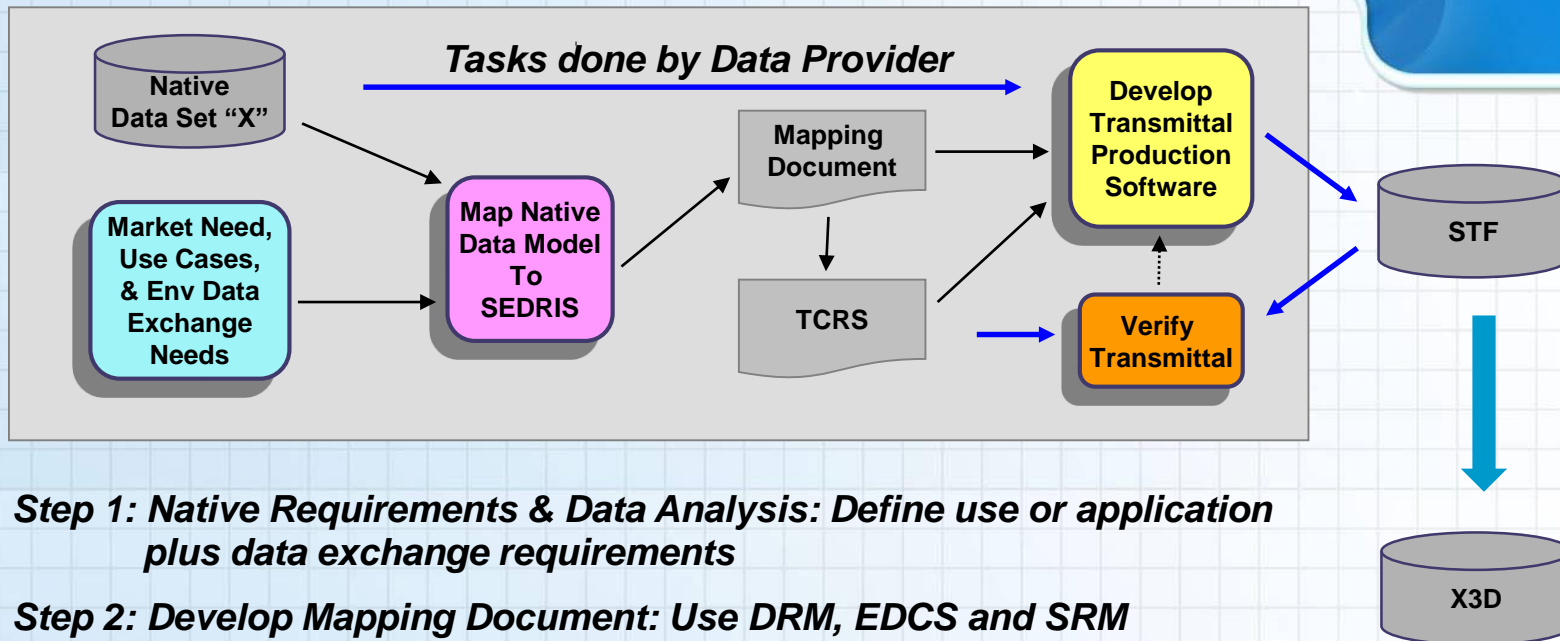 Tasks done by Data Provider
Native
Data Set “X”
Market Need,
Use Cases,
& Env Data
Exchange
Needs
Map Native
Data Model
To
SEDRIS
Mapping
Document
TCRS
Develop
Transmittal
Production
Software
Verify
Transmittal
STF
X3D
Step 1: Native Requirements & Data Analysis: Define use or application
plus data exchange requirements
Step 2: Develop Mapping Document: Use DRM, EDCS and SRM